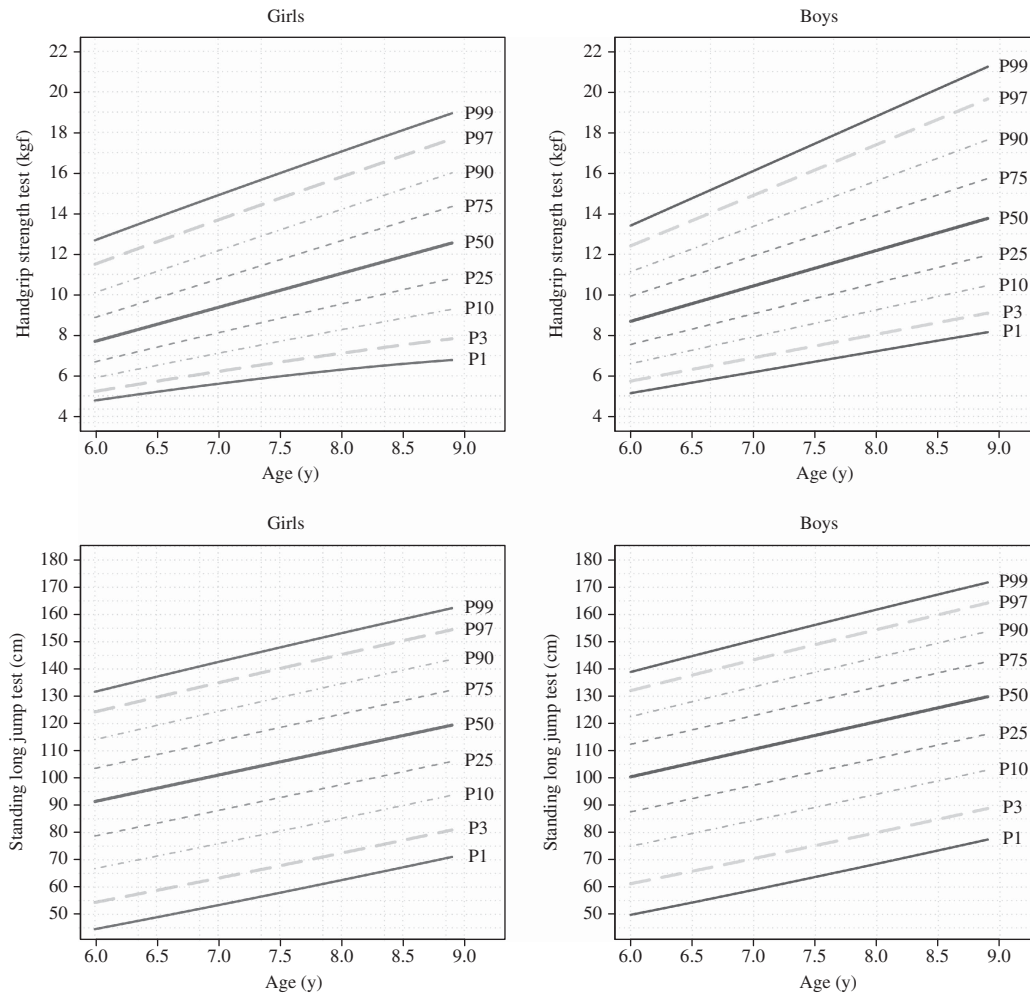 Girls
Handgrip strength test (kgf)
22
20
18
16
14
12
10
8
6
4
P99
P97
P90
P75
P50
P25
P10
P3
P1
6.0 6.5 7.0 7.5 8.0 8.5 9.0
Age (y)
Boys
Handgrip strength test (kgf)
22
20
18
16
14
12
10
8
6
4
P99
P97
P90
P75
P50
P25
P10
P3
P1
6.0 6.5 7.0 7.5 8.0 8.5 9.0
Age (y)
Girls
Standing long jump test (cm)
180
170
160
150
140
130
120
110
100
90
80
70
60
50
P99
P97
P90
P75
P50
P25
P10
P3
P1
6.0 6.5 7.0 7.5 8.0 8.5 9.0
Age (y)
Boys
Standing long jump test (cm)
180
170
160
150
140
130
120
110
100
90
80
70
60
50
P99
P97
P90
P75
P50
P25
P10
P3
P1
6.0 6.5 7.0 7.5 8.0 8.5 9.0
Age (y)